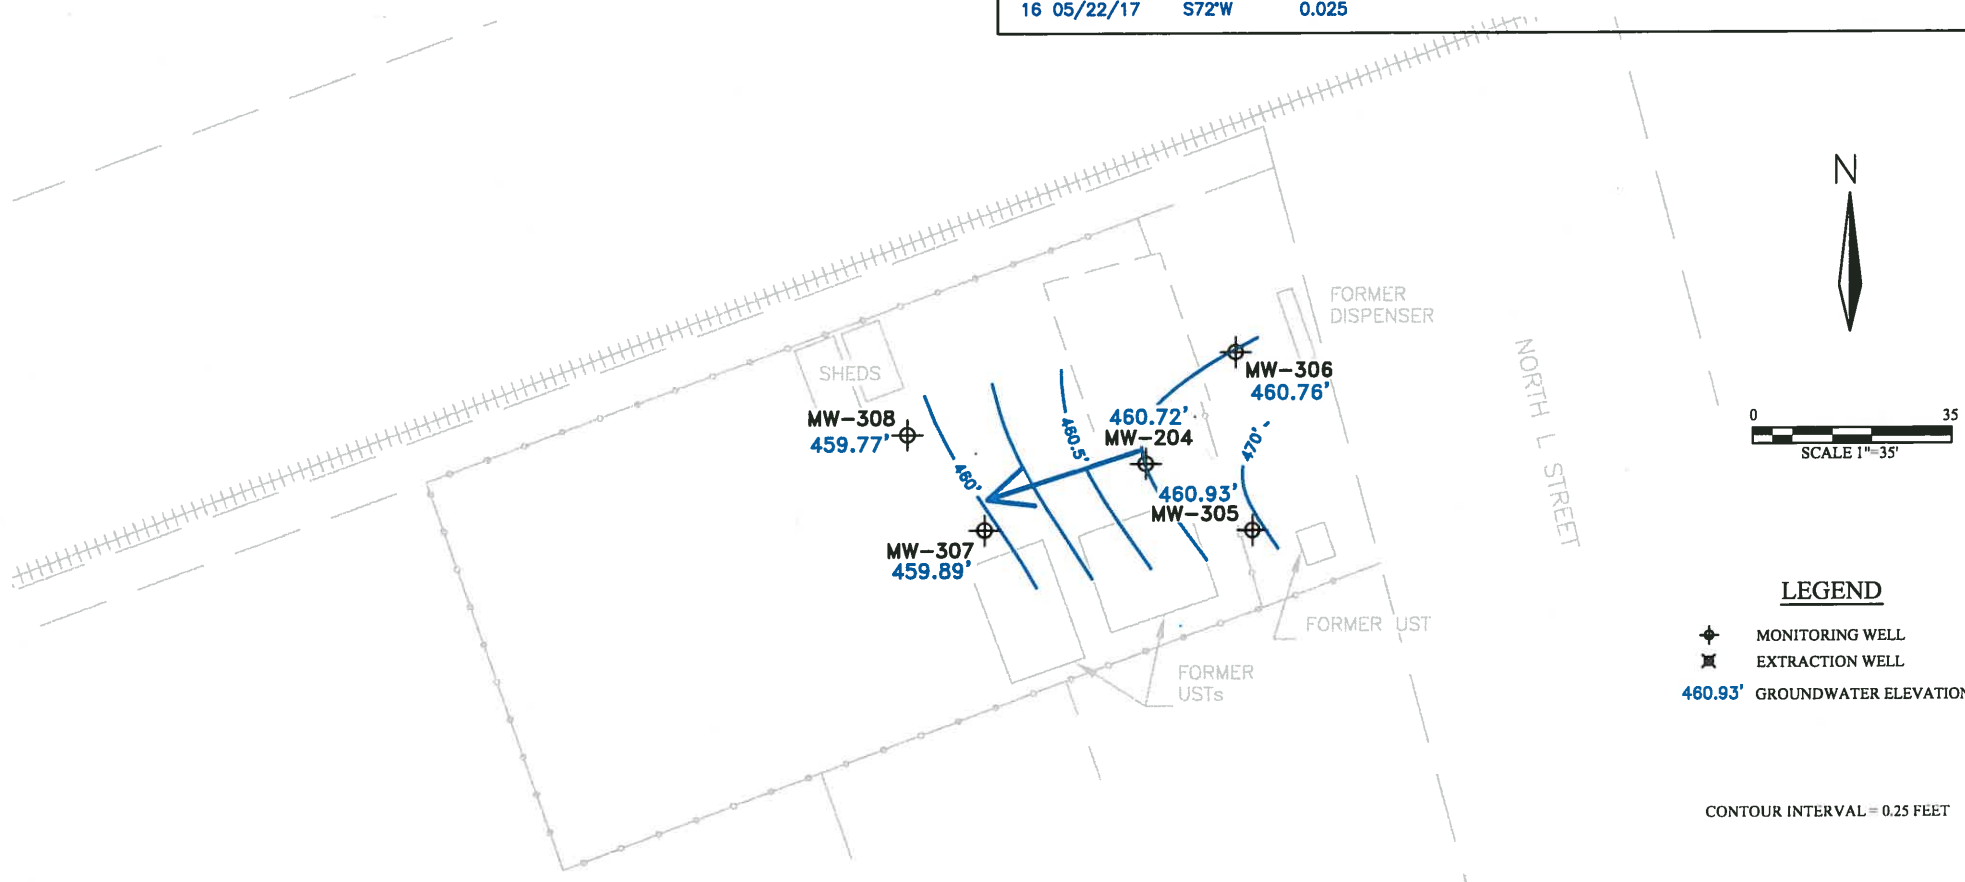 16 05/22/17 S72°W 0.025
N
FORMER
DISPENSER
NORTH L STREET
MW-306
460.76'
SHEDS
MW-308
459.77'
460.72'
MW-204
460.5'
470'
460'
460.93'
MW-305
0 35
SCALE 1"=35'
MW-307
459.89'
FORMER UST
FORMER
USTs
LEGEND
MONITORING WELL
EXTRACTION WELL
460.93' GROUNDWATER ELEVATION
CONTOUR INTERVAL = 0.25 FEET